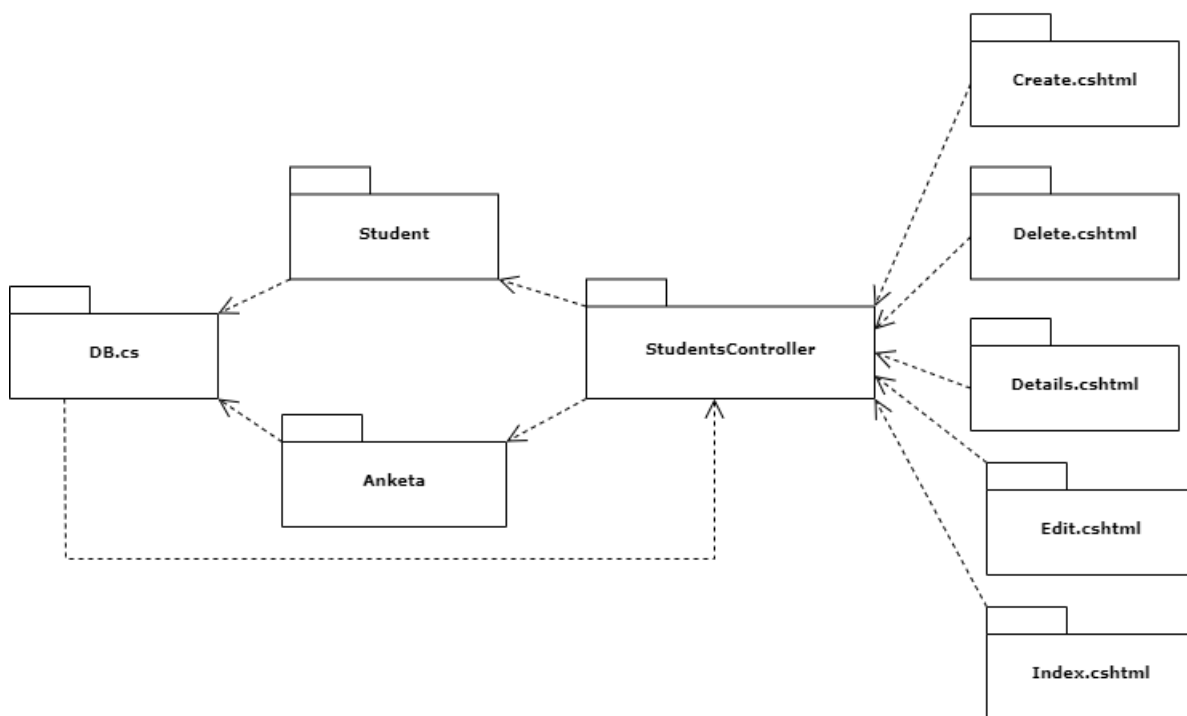 Create.cshtml
Student
Delete.cshtml
DB.cs
StudentsController
Details.cshtml
Anketa
Edit.cshtml
Index.cshtml